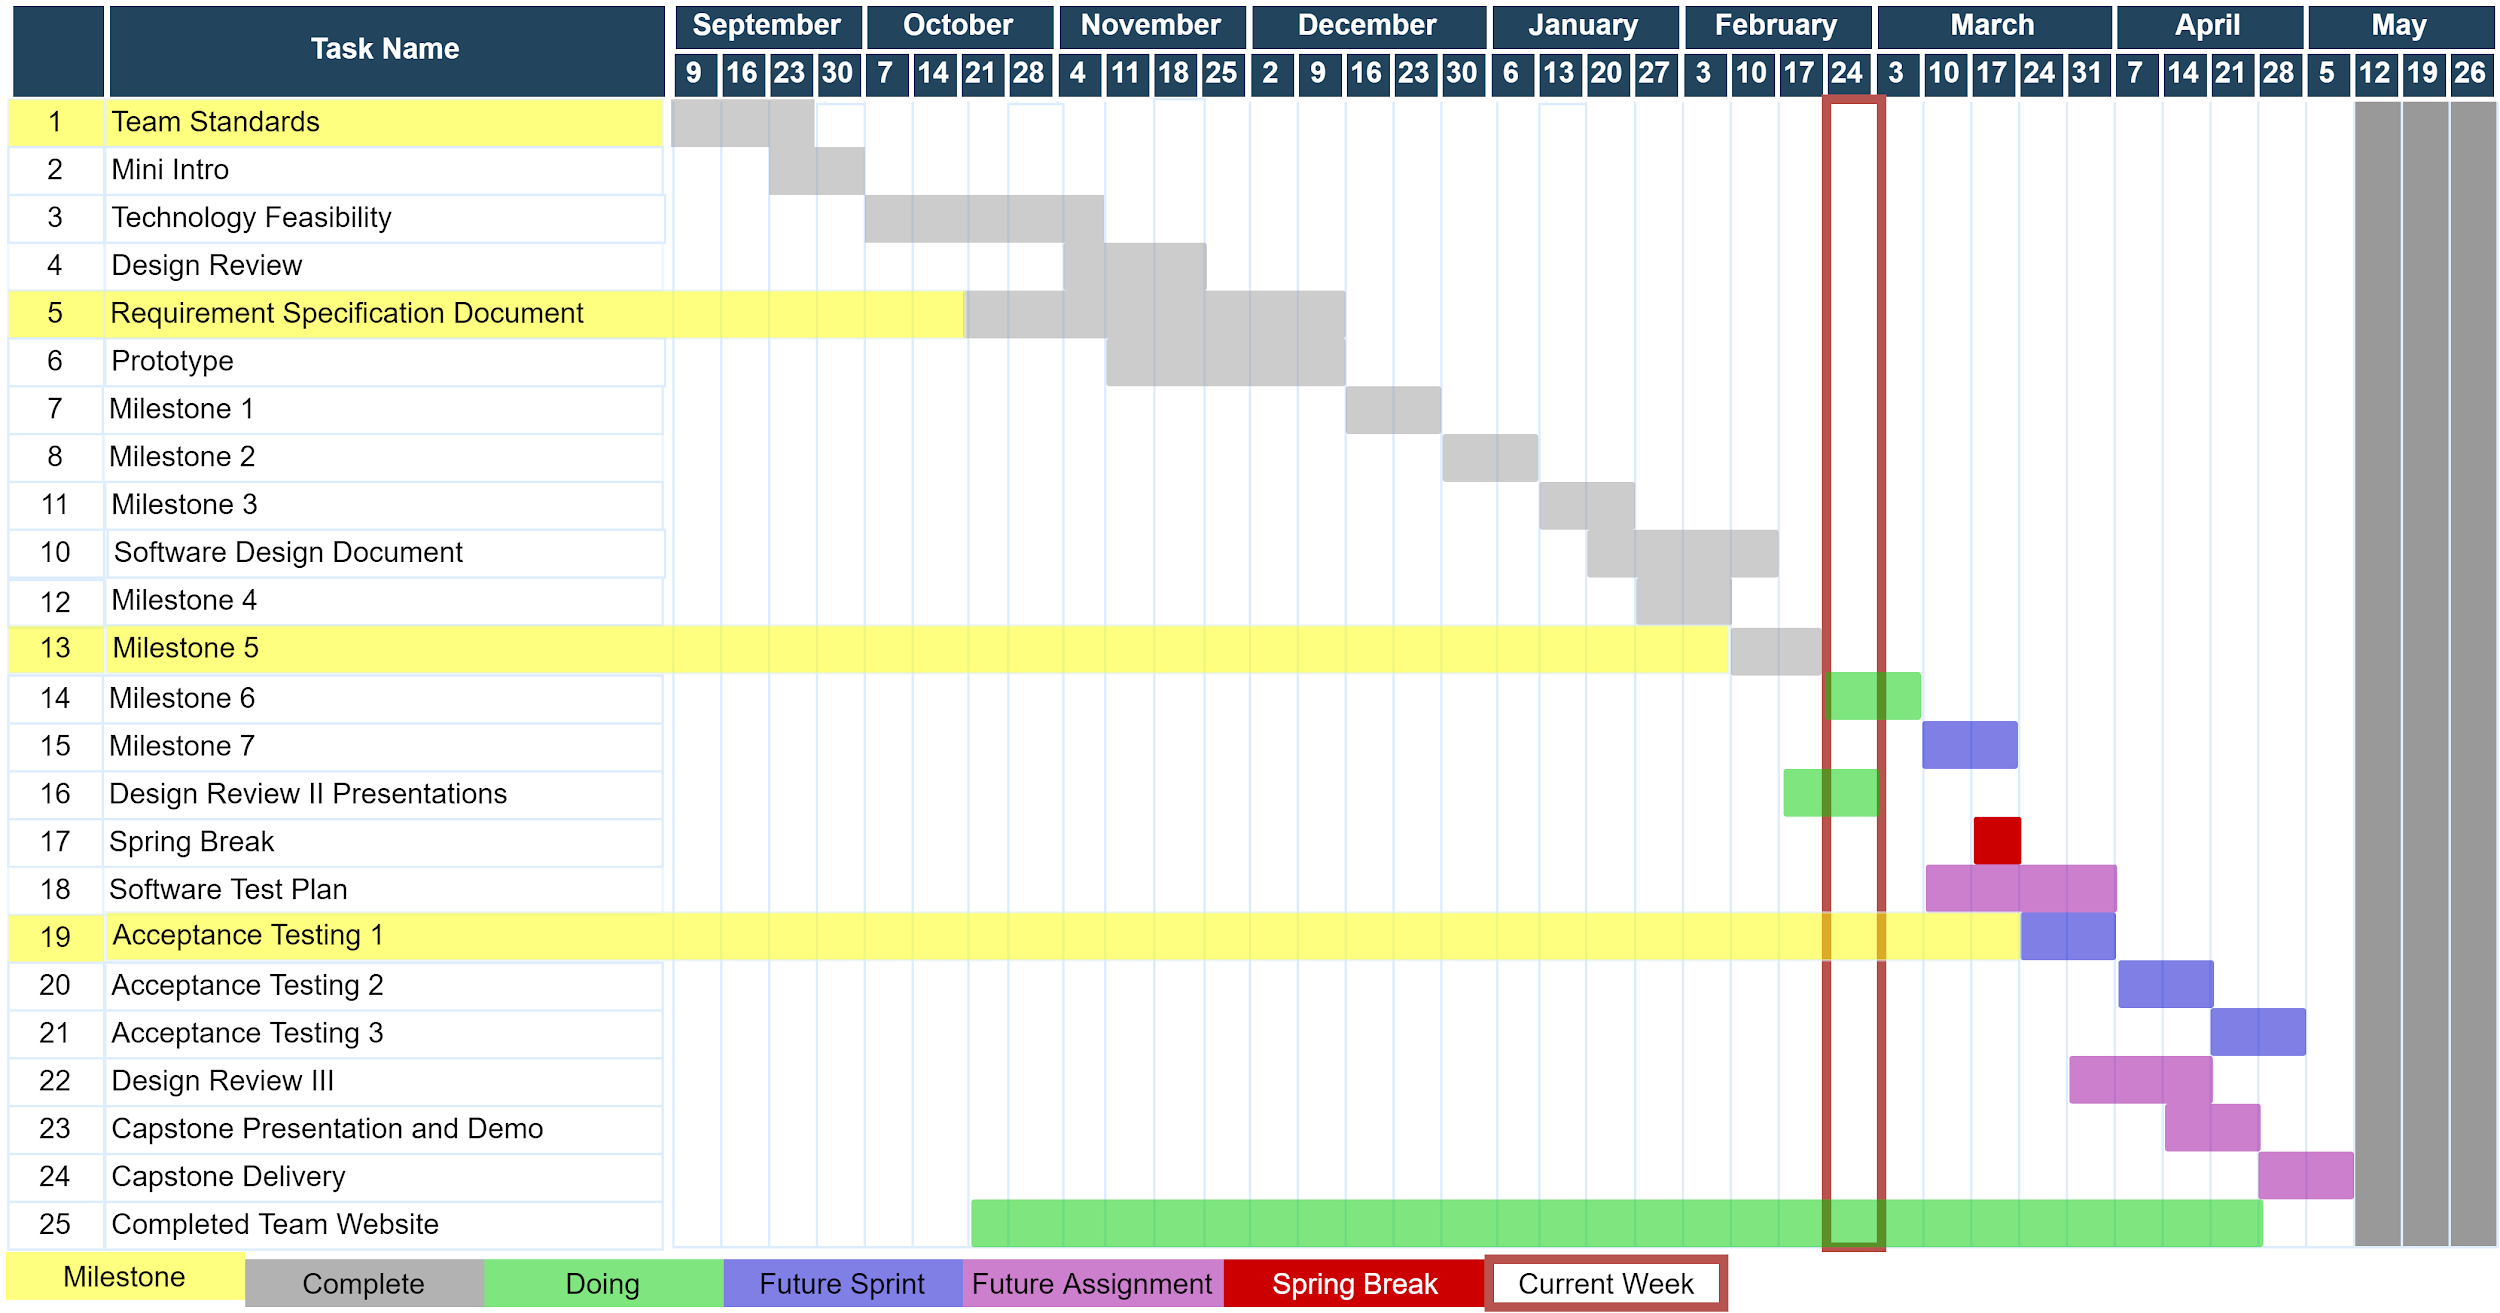 Task Name September October November December January February March April May
9 16 23 30 7 14 21 28 4 11 18 25 2 9 16 23 30 6 13 20 27 3 10 17 24 3 10 17 24 31 7 14 21 28 5 12 19 26
1 Team Standards
2 Mini Intro
3 Technology Feasibility
4 Design Review
5 Requirement Specification Document
6 Prototype
7 Milestone 1
8 Milestone 2
11 Milestone 3
10 Software Design Document
12 Milestone 4
13 Milestone 5
14 Milestone 6
15 Milestone 7
16 Design Review II Presentations
17 Spring Break
18 Software Test Plan
19 Acceptance Testing 1
20 Acceptance Testing 2
21 Acceptance Testing 3
22 Design Review III
23 Capstone Presentation and Demo
24 Capstone Delivery
25 Completed Team Website
Milestone Complete Doing Future Sprint Future Assignment Spring Break Current Week